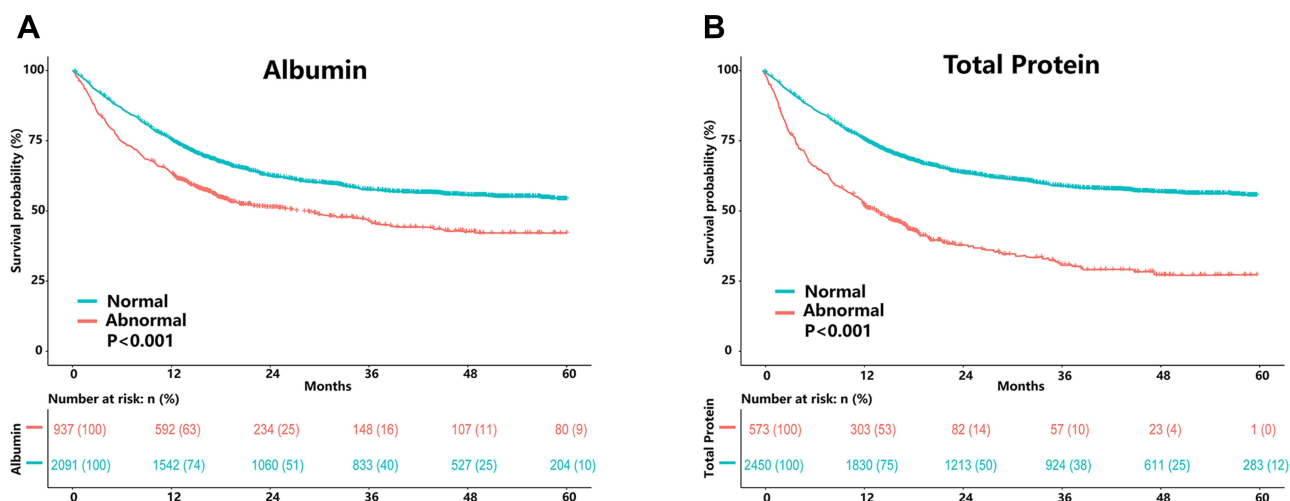 A
Albumin
100
75
50
25
0
Survival probability (%)
Normal
Abnormal
P<0.001
0 12 24 36 48 60
Months
Number at risk: n (%)
Albumin
937 (100) 592 (63) 234 (25) 148 (16) 107 (11) 80 (9)
2091 (100) 1542 (74) 1060 (51) 833 (40) 527 (25) 204 (10)
0 12 24 36 48 60
B
Total Protein
100
75
50
25
0
Survival probability (%)
Normal
Abnormal
P<0.001
0 12 24 36 48 60
Months
Number at risk: n (%)
Total Protein
573 (100) 303 (53) 82 (14) 57 (10) 23 (4) 1 (0)
2450 (100) 1830 (75) 1213 (50) 924 (38) 611 (25) 283 (12)
0 12 24 36 48 60